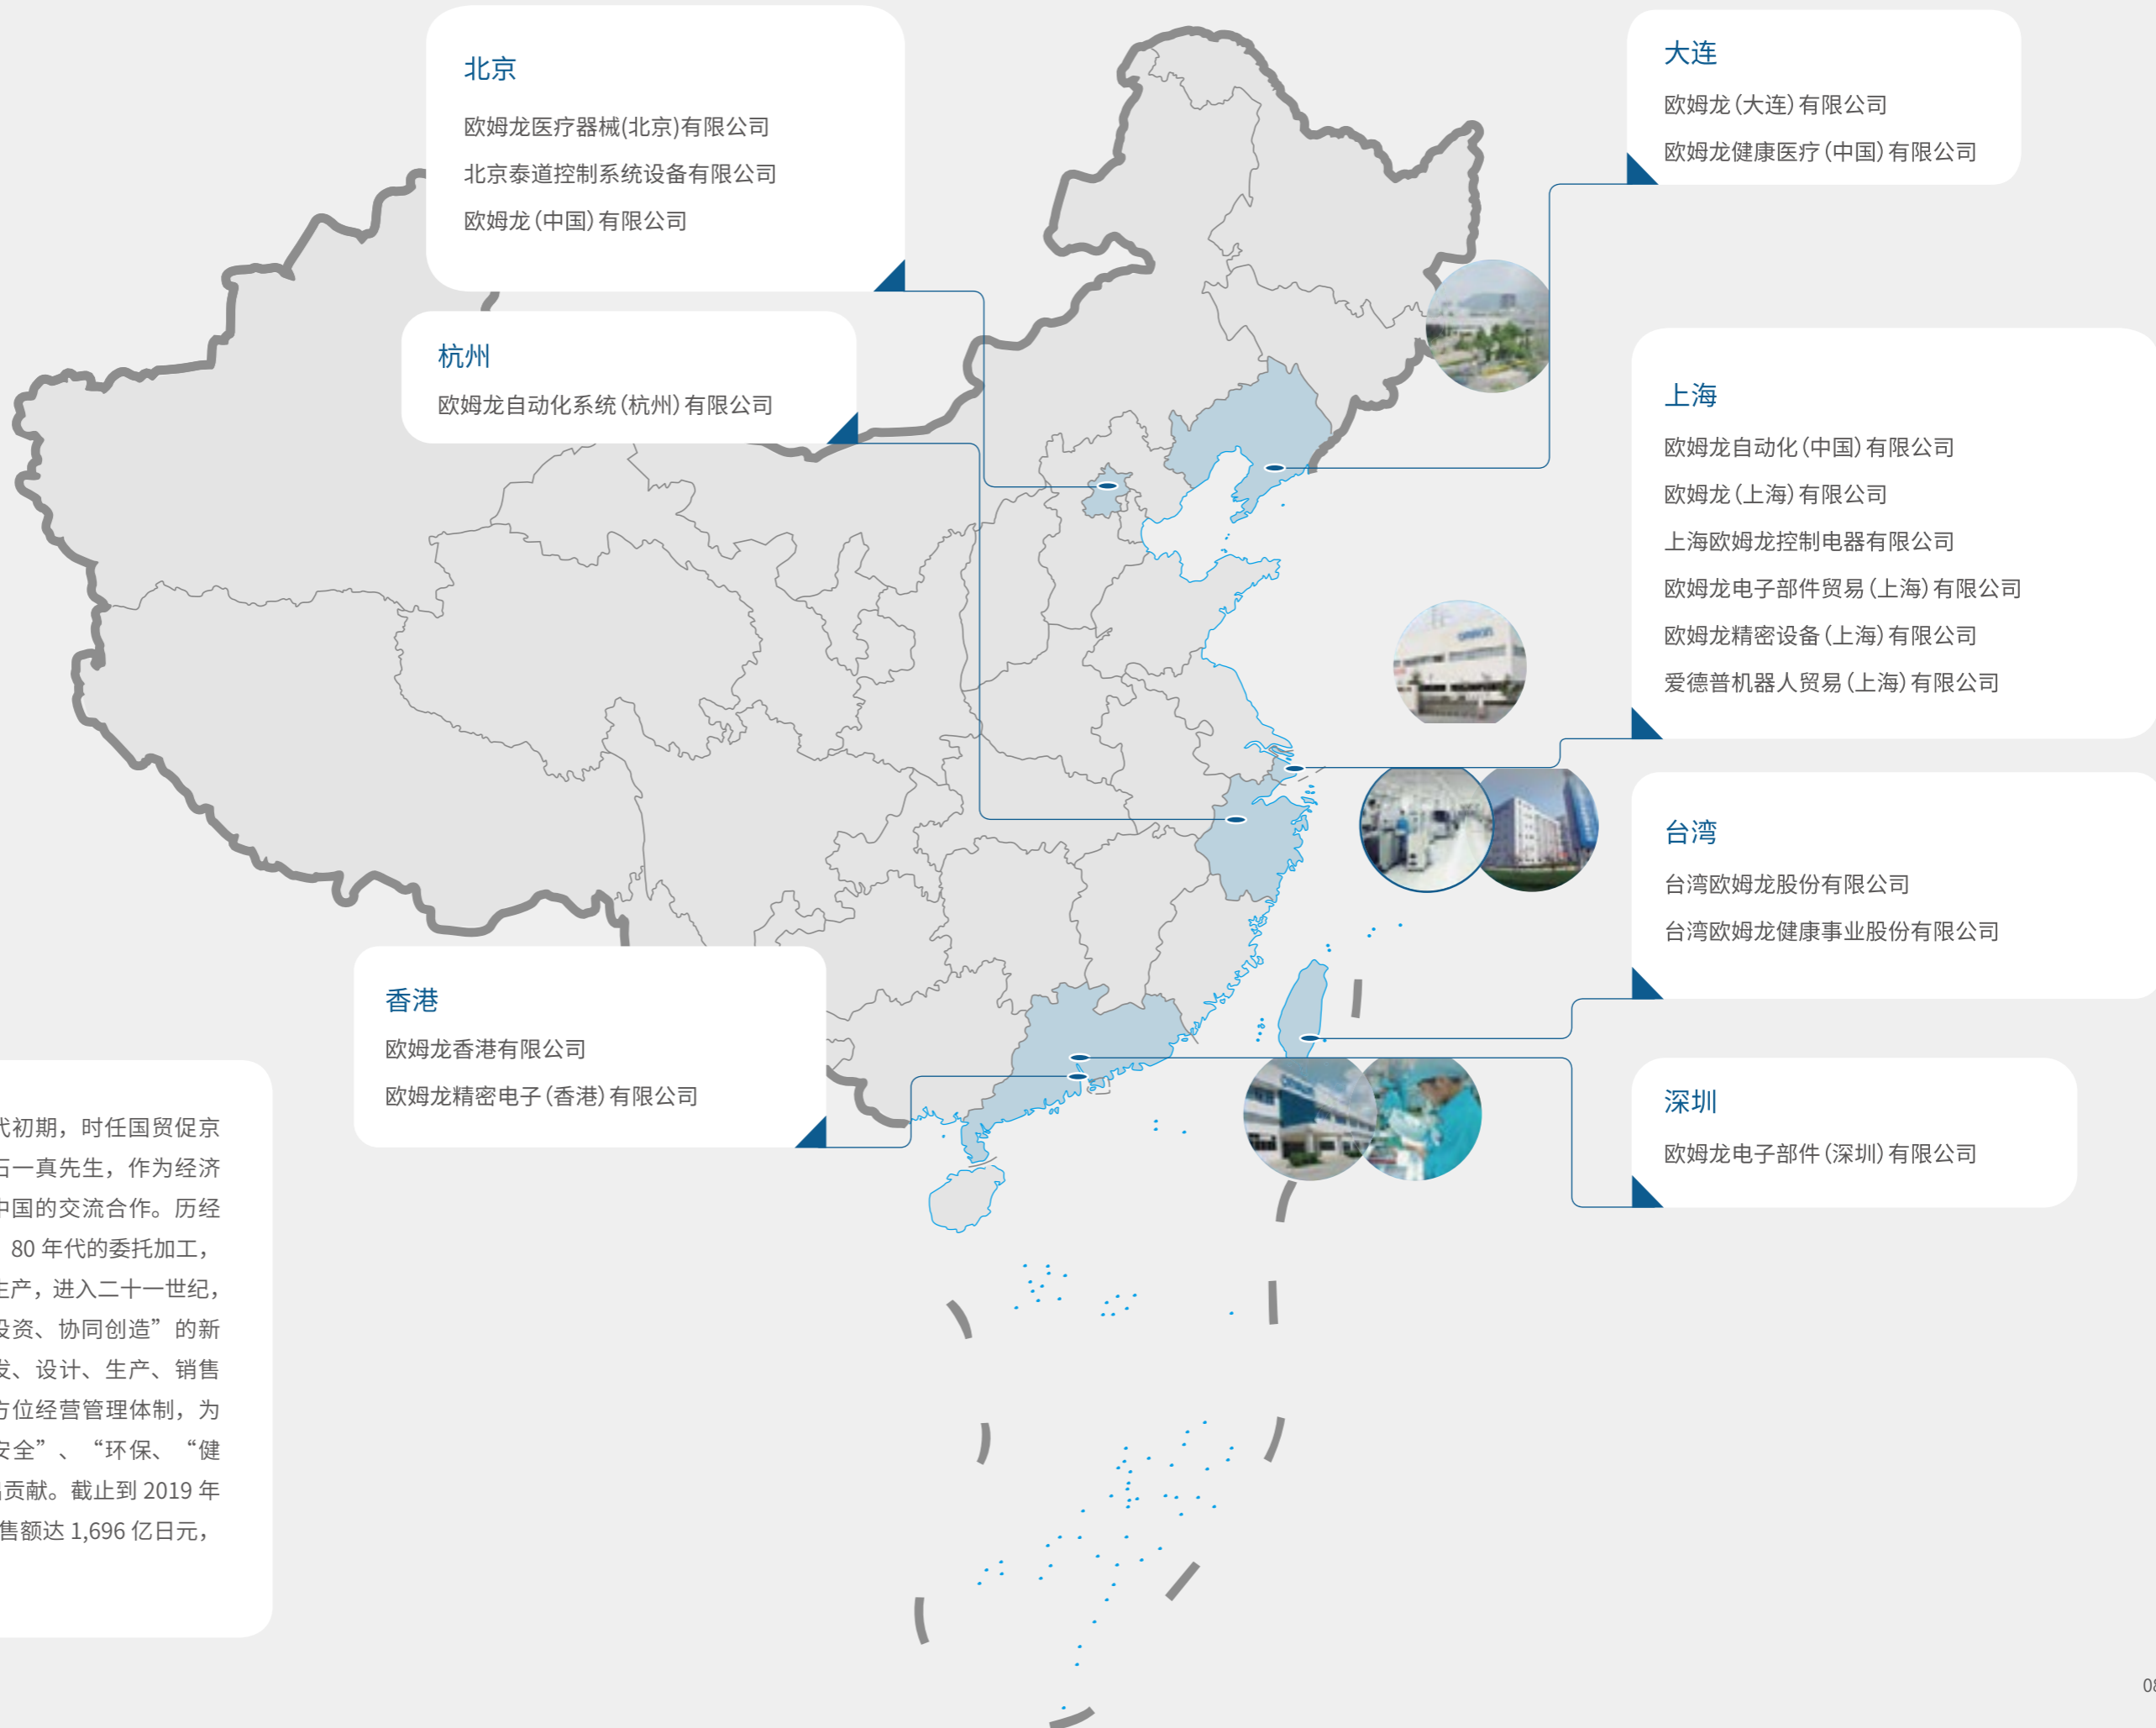 北京
欧姆龙医疗器械(北京)有限公司
北京泰道控制系统设备有限公司
欧姆龙(中国)有限公司
杭州
欧姆龙自动化系统(杭州)有限公司
大连
欧姆龙(大连)有限公司
欧姆龙健康医疗(中国)有限公司
上海
欧姆龙自动化(中国)有限公司
欧姆龙(上海)有限公司
上海欧姆龙控制电器有限公司
欧姆龙电子部件贸易(上海)有限公司
欧姆龙精密设备(上海)有限公司
爱德普机器人贸易(上海)有限公司
台湾
台湾欧姆龙股份有限公司
台湾欧姆龙健康事业股份有限公司
香港
欧姆龙香港有限公司
欧姆龙精密电子(香港)有限公司
深圳
欧姆龙电子部件(深圳)有限公司
代初期，时任国贸促京
石一真先生，作为经济
中国的交流合作。历经
80 年代的委托加工，
生产，进入二十一世纪，
投资、协同创造”的新
发、设计、生产、销售
方位经营管理体制，为
安全”、“环保、“健
出贡献。截止到 2019 年
售额达 1,696 亿日元，
08